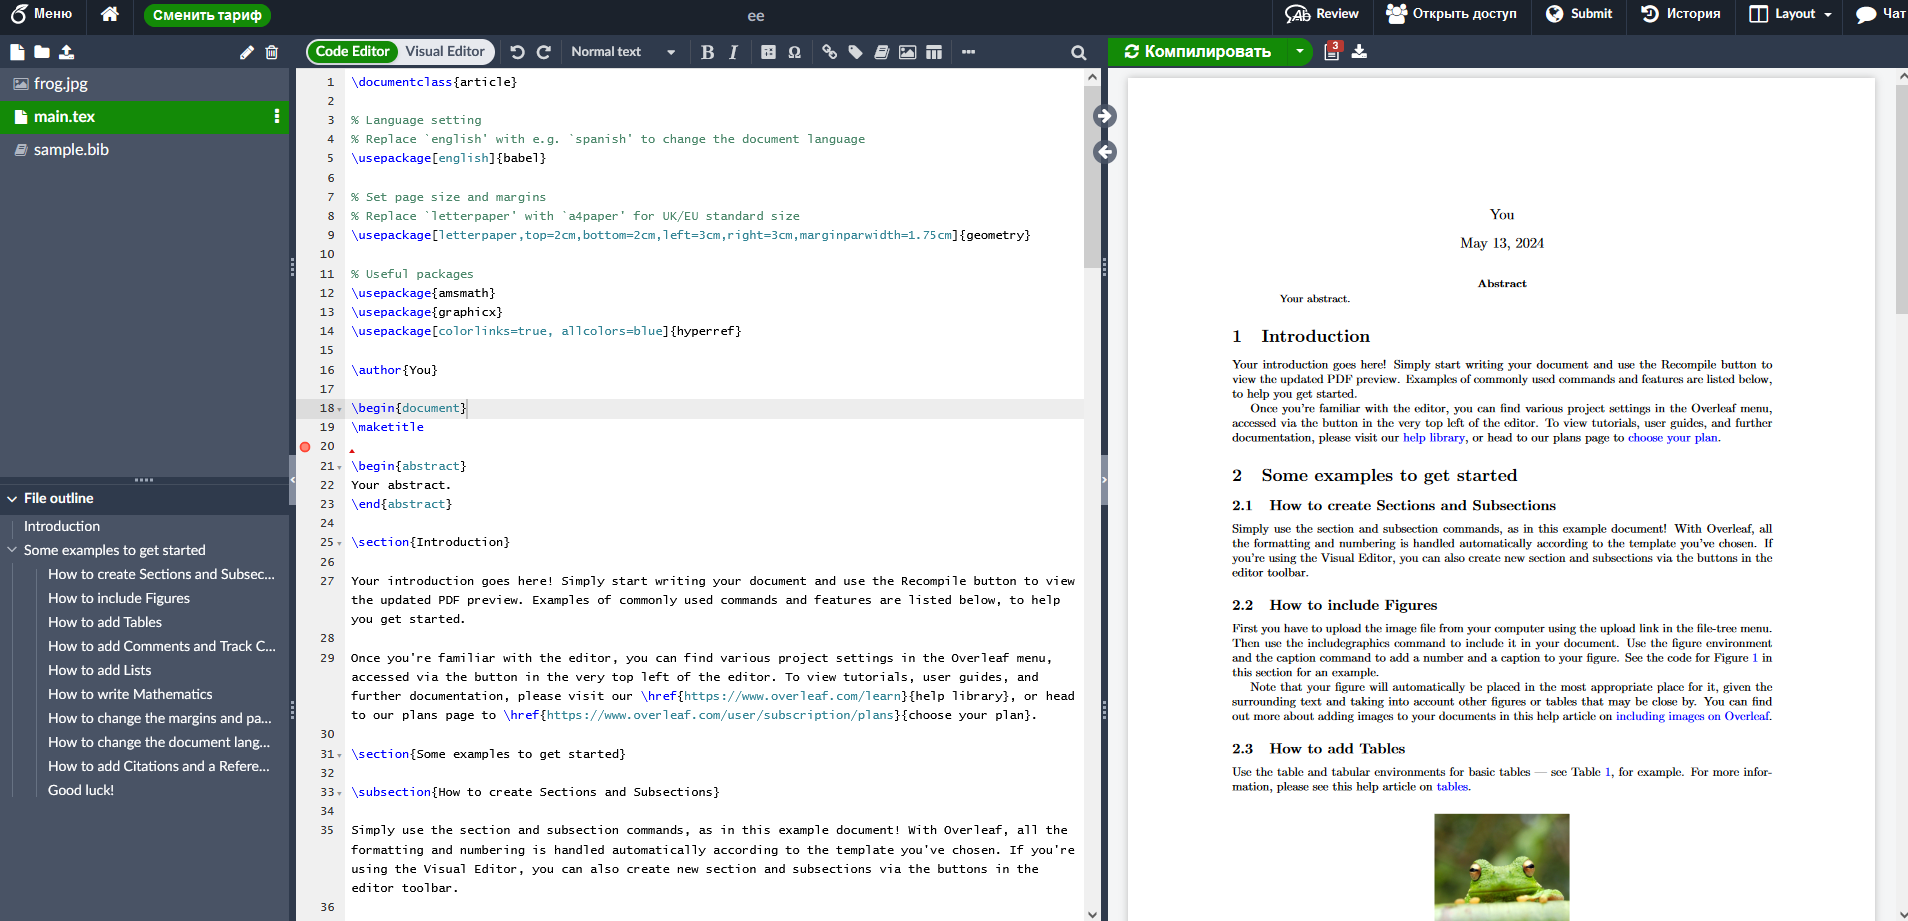 Меню
Сменить тариф
ee
Review
Открыть доступ
Submit
История
Layout
Чат
Code Editor
Visual Editor
Normal text
B I
Ω
Компилировать
3
frog.jpg
main.tex
sample.bib
File outline
Introduction
Some examples to get started
How to create Sections and Subsec...
How to include Figures
How to add Tables
How to add Comments and Track C...
How to add Lists
How to write Mathematics
How to change the margins and pa...
How to change the document lang...
How to add Citations and a Refere...
Good luck!
1 \documentclass{article}
2
3 % Language setting
4 % Replace `english' with e.g. `spanish' to change the document language
5 \usepackage[english]{babel}
6
7 % Set page size and margins
8 % Replace `letterpaper' with `a4paper' for UK/EU standard size
9 \usepackage[letterpaper,top=2cm,bottom=2cm,left=3cm,right=3cm,marginparwidth=1.75cm]{geometry}
10
11 % Useful packages
12 \usepackage{amsmath}
13 \usepackage{graphicx}
14 \usepackage[colorlinks=true, allcolors=blue]{hyperref}
15
16 \author{You}
17
18 \begin{document}
19 \maketitle
20
21 \begin{abstract}
22 Your abstract.
23 \end{abstract}
24
25 \section{Introduction}
26
27 Your introduction goes here! Simply start writing your document and use the Recompile button to view
the updated PDF preview. Examples of commonly used commands and features are listed below, to help
you get started.
28
29 Once you're familiar with the editor, you can find various project settings in the Overleaf menu,
accessed via the button in the very top left of the editor. To view tutorials, user guides, and
further documentation, please visit our \href{https://www.overleaf.com/learn}{help library}, or head
to our plans page to \href{https://www.overleaf.com/user/subscription/plans}{choose your plan}.
30
31 \section{Some examples to get started}
32
33 \subsection{How to create Sections and Subsections}
34
35 Simply use the section and subsection commands, as in this example document! With Overleaf, all the
formatting and numbering is handled automatically according to the template you've chosen. If you're
using the Visual Editor, you can also create new section and subsections via the buttons in the
editor toolbar.
36
You
May 13, 2024
Abstract
Your abstract.
1 Introduction
Your introduction goes here! Simply start writing your document and use the Recompile button to
view the updated PDF preview. Examples of commonly used commands and features are listed below,
to help you get started.
Once you're familiar with the editor, you can find various project settings in the Overleaf menu,
accessed via the button in the very top left of the editor. To view tutorials, user guides, and further
documentation, please visit our help library, or head to our plans page to choose your plan.
2 Some examples to get started
2.1 How to create Sections and Subsections
Simply use the section and subsection commands, as in this example document! With Overleaf, all
the formatting and numbering is handled automatically according to the template you've chosen. If
you're using the Visual Editor, you can also create new section and subsections via the buttons in the
editor toolbar.
2.2 How to include Figures
First you have to upload the image file from your computer using the upload link in the file-tree menu.
Then use the includegraphics command to include it in your document. Use the figure environment
and the caption command to add a number and a caption to your figure. See the code for Figure 1 in
this section for an example.
Note that your figure will automatically be placed in the most appropriate place for it, given the
surrounding text and taking into account other figures or tables that may be close by. You can find
out more about adding images to your documents in this help article on including images on Overleaf.
2.3 How to add Tables
Use the table and tabular environments for basic tables — see Table 1, for example. For more infor-
mation, please see this help article on tables.